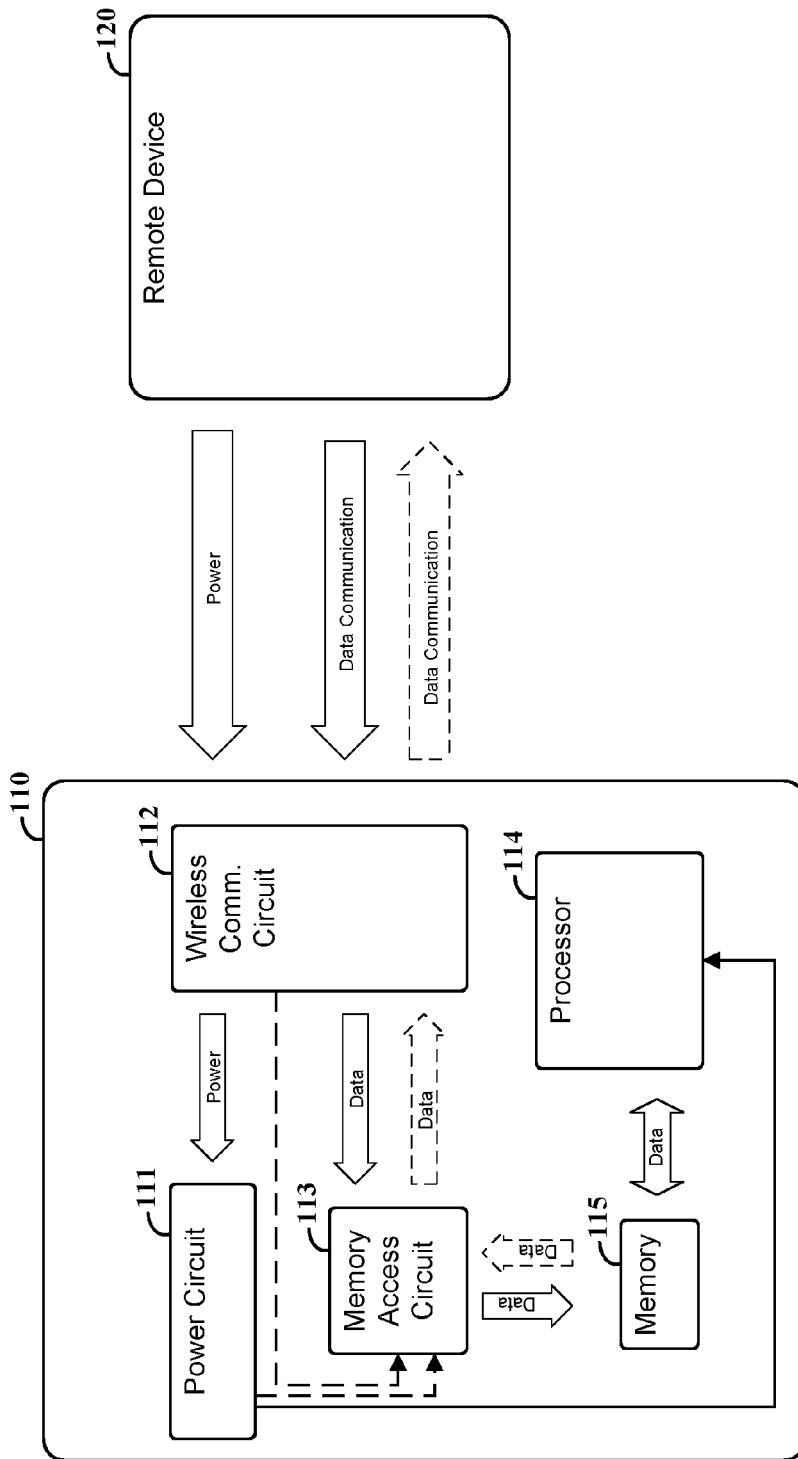 110
111
Power Circuit
Power
112
Wireless
Comm.
Circuit
Power
120
Remote Device
113
Memory
Access
Circuit
Data
Data
Data Communication
Data Communication
Data
Data
115
Memory
Data
114
Processor